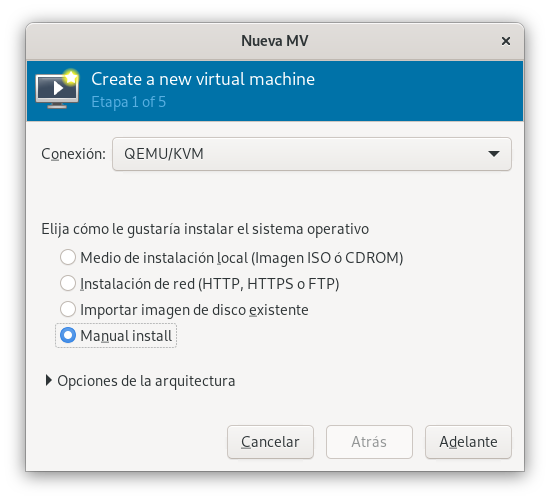 Nueva MV
Create a new virtual machine
Etapa 1 of 5
Conexión: QEMU/KVM
Elija cómo le gustaría instalar el sistema operativo
Medio de instalación local (Imagen ISO ó CDROM)
Instalación de red (HTTP, HTTPS o FTP)
Importar imagen de disco existente
Manual install
Opciones de la arquitectura
Cancelar Atrás Adelante